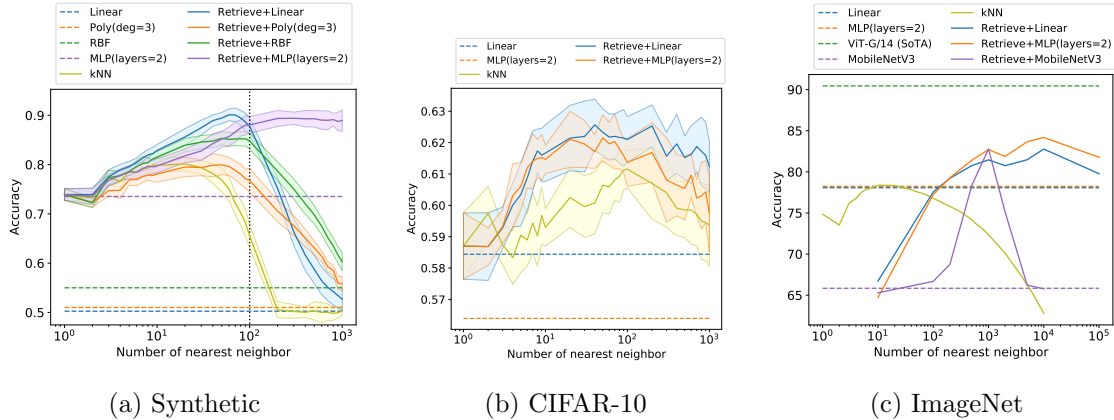 Linear
Poly(deg=3)
RBF
MLP(layers=2)
kNN
Retrieve+Linear
Retrieve+Poly(deg=3)
Retrieve+RBF
Retrieve+MLP(layers=2)
Accuracy
0.9
0.8
0.7
0.6
0.5
10^0
10^1
10^2
10^3
Number of nearest neighbor
(a) Synthetic
Linear
MLP(layers=2)
kNN
Retrieve+Linear
Retrieve+MLP(layers=2)
Accuracy
0.63
0.62
0.61
0.60
0.59
0.58
0.57
10^0
10^1
10^2
10^3
Number of nearest neighbor
(b) CIFAR-10
Linear
MLP(layers=2)
ViT-G/14 (SoTA)
MobileNetV3
kNN
Retrieve+Linear
Retrieve+MLP(layers=2)
Retrieve+MobileNetV3
Accuracy
90
85
80
75
70
65
10^0
10^1
10^2
10^3
10^4
10^5
Number of nearest neighbor
(c) ImageNet